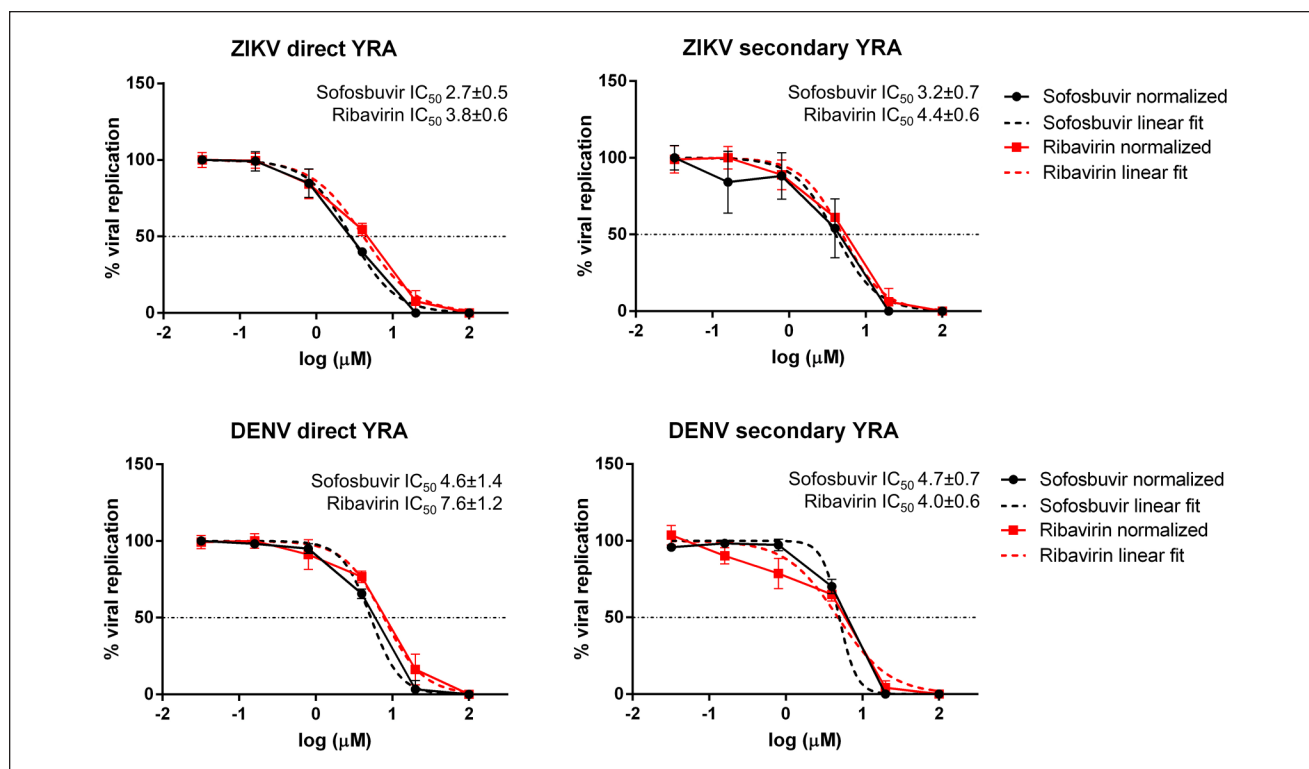 ZIKV direct YRA
Sofosbuvir IC50 2.7±0.5
Ribavirin IC50 3.8±0.6
% viral replication
150
100
50
0
-2 -1 0 1 2
log (μM)
ZIKV secondary YRA
Sofosbuvir IC50 3.2±0.7
Ribavirin IC50 4.4±0.6
% viral replication
150
100
50
0
-2 -1 0 1 2
log (μM)
Sofosbuvir normalized
Sofosbuvir linear fit
Ribavirin normalized
Ribavirin linear fit
DENV direct YRA
Sofosbuvir IC50 4.6±1.4
Ribavirin IC50 7.6±1.2
% viral replication
150
100
50
0
-2 -1 0 1 2
log (μM)
DENV secondary YRA
Sofosbuvir IC50 4.7±0.7
Ribavirin IC50 4.0±0.6
% viral replication
150
100
50
0
-2 -1 0 1 2
log (μM)
Sofosbuvir normalized
Sofosbuvir linear fit
Ribavirin normalized
Ribavirin linear fit